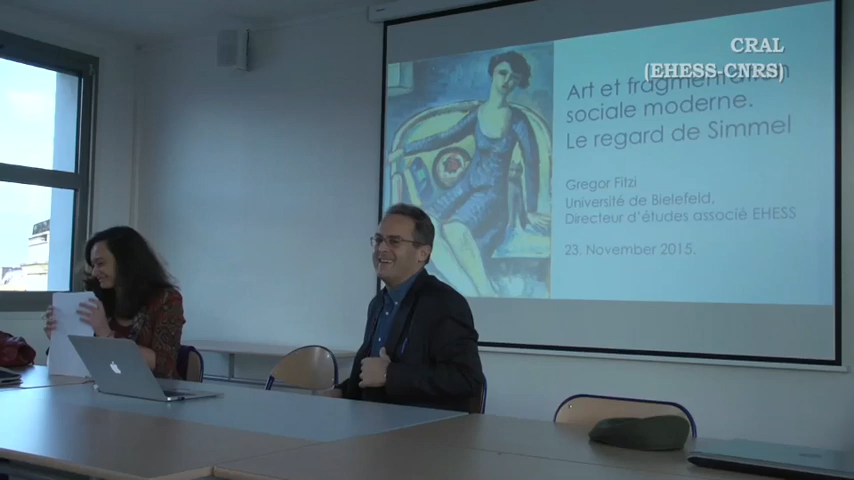 CRAL
(EHESS-CNRS)
Art et fragmentation
sociale moderne.
Le regard de Simmel
Gregor Fitzi
Université de Bielefeld,
Directeur d'études associé EHESS
23. November 2015.